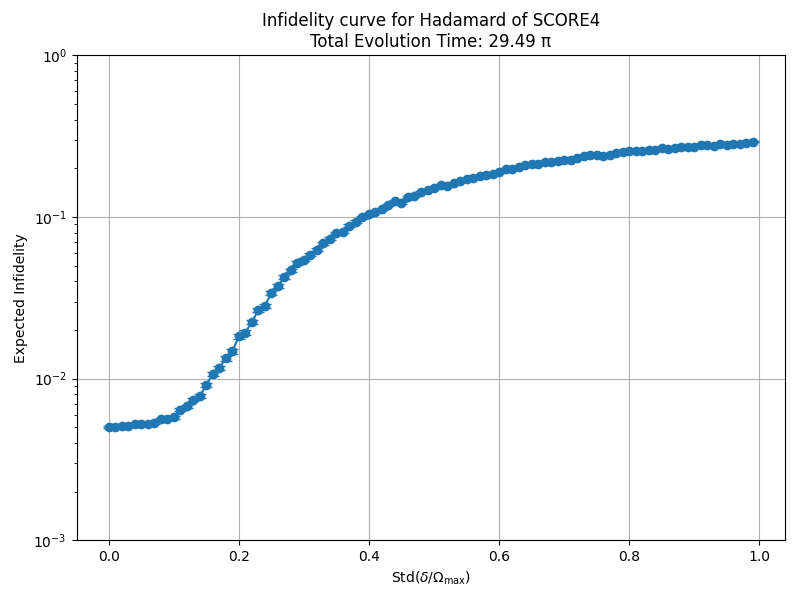 Infidelity curve for Hadamard of SCORE4
Total Evolution Time: 29.49 π
10⁰
10⁻¹
10⁻²
10⁻³
Expected Infidelity
0.0 0.2 0.4 0.6 0.8 1.0
Std(δ/Ωmax)